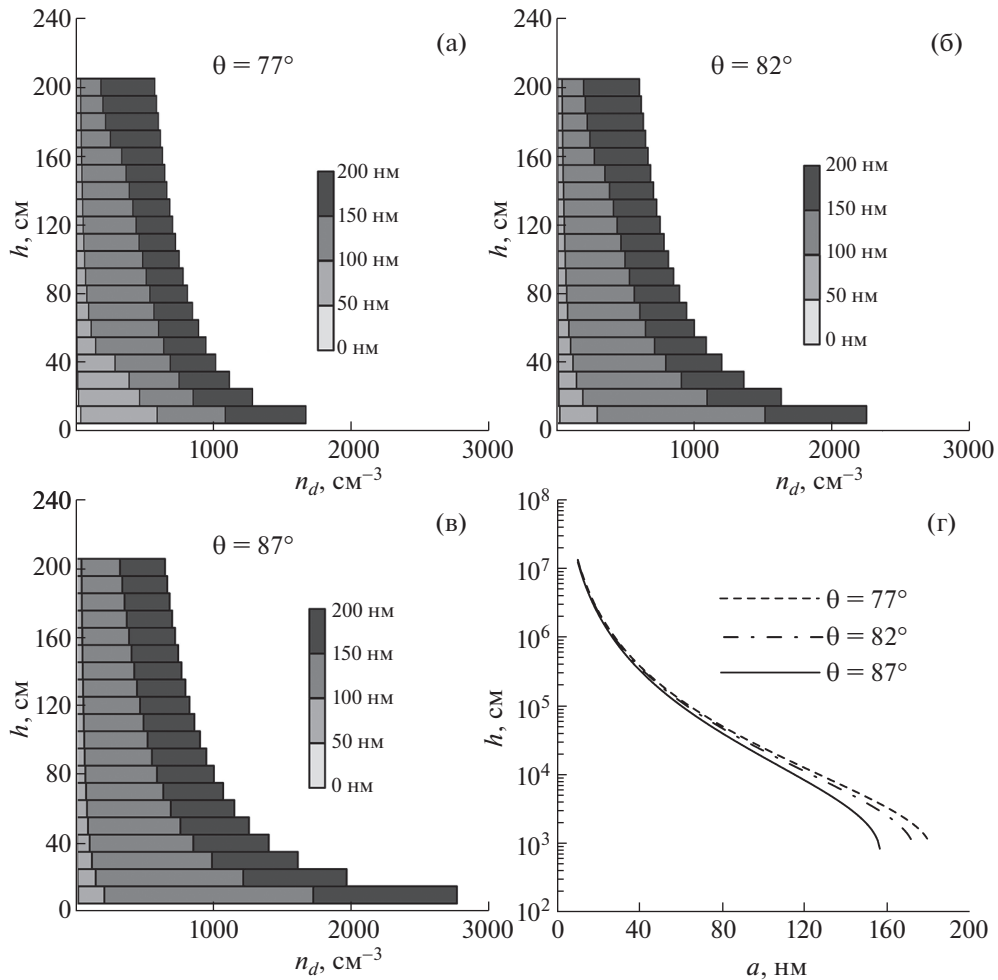 240
200
160
120
80
40
0
h, см
(а)
θ = 77°
200 нм
150 нм
100 нм
50 нм
0 нм
1000
2000
3000
n_d, см⁻³
240
200
160
120
80
40
0
h, см
(б)
θ = 82°
200 нм
150 нм
100 нм
50 нм
0 нм
1000
2000
3000
n_d, см⁻³
240
200
160
120
80
40
0
h, см
(в)
θ = 87°
200 нм
150 нм
100 нм
50 нм
0 нм
1000
2000
3000
n_d, см⁻³
10⁸
10⁷
10⁶
10⁵
10⁴
10³
10²
h, см
(г)
θ = 77°
θ = 82°
θ = 87°
0
40
80
120
160
200
a, нм